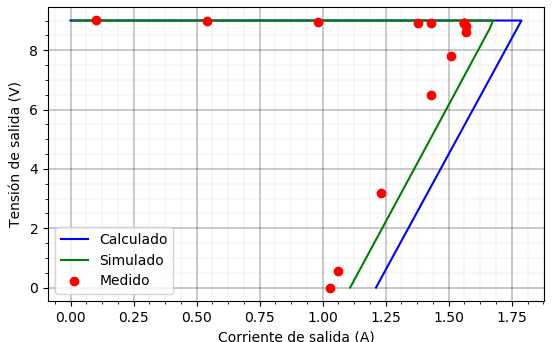 Tensión de salida (V)
8
6
4
2
0
Calculado
Simulado
Medido
0.00 0.25 0.50 0.75 1.00 1.25 1.50 1.75
Corriente de salida (A)